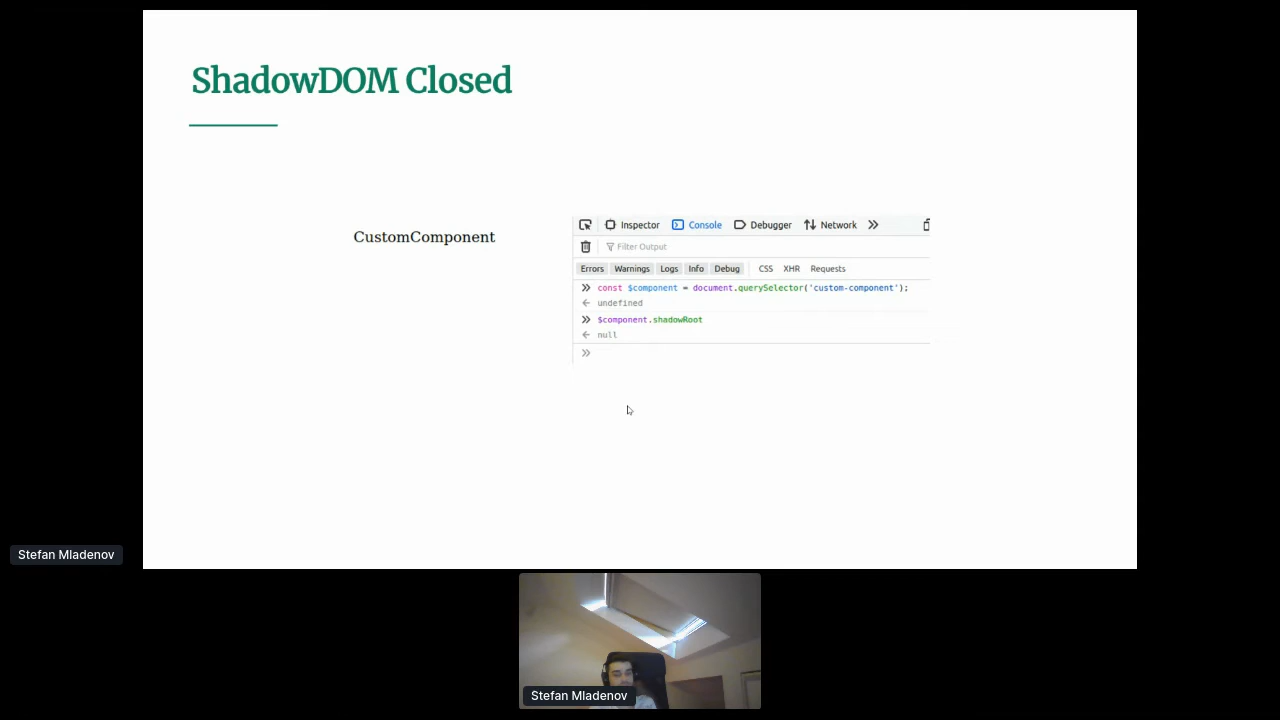 ShadowDOM Closed
CustomComponent
Inspector Console Debugger Network
Filter Output
Errors Warnings Logs Info Debug CSS XHR Requests
const $component = document.querySelector('custom-component');
undefined
$component.shadowRoot
null
Stefan Mladenov
Stefan Mladenov